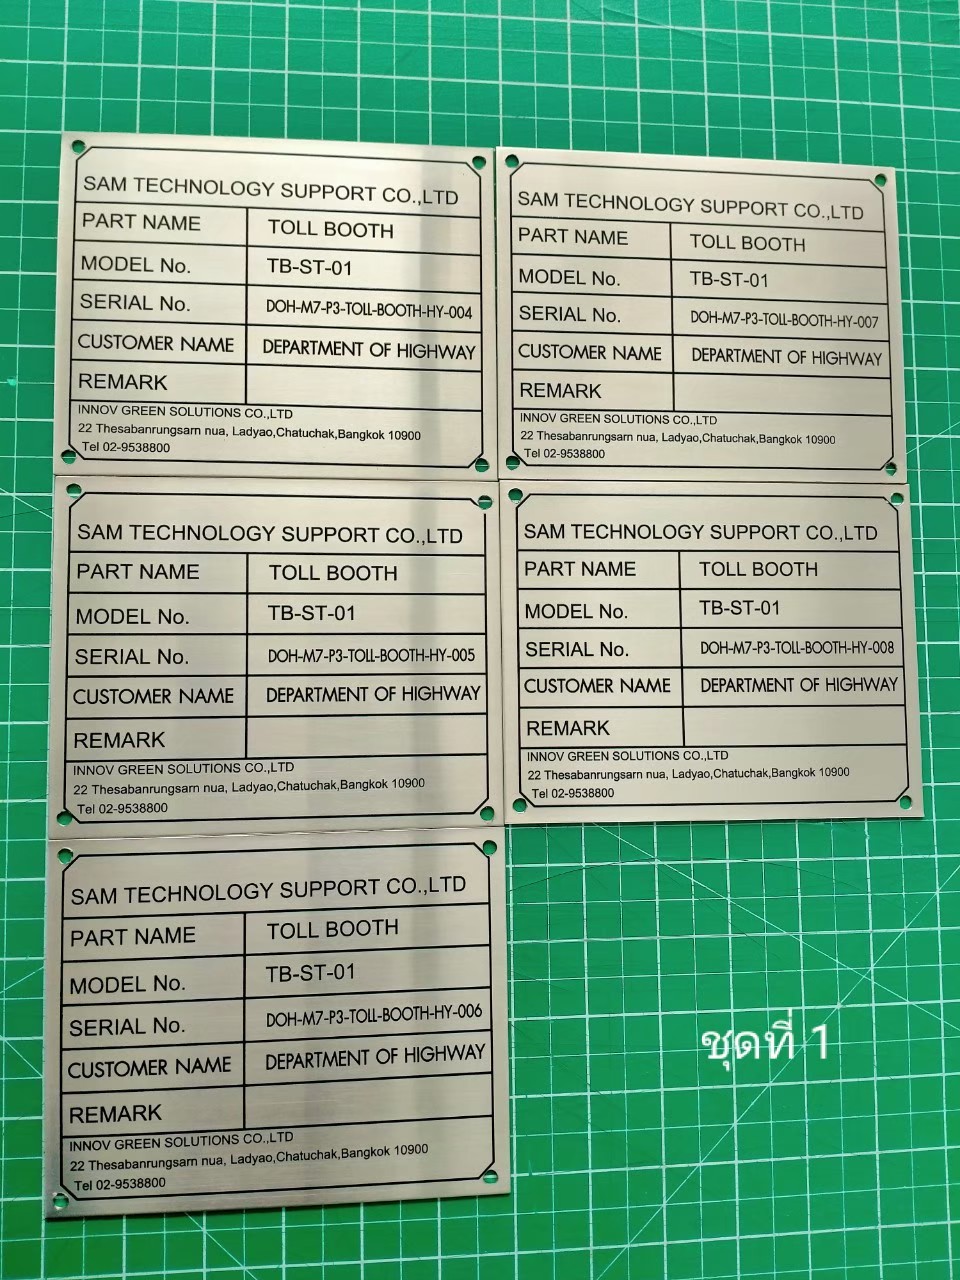 SAM TECHNOLOGY SUPPORT CO.,LTD
PART NAME TOLL BOOTH
MODEL No. TB-ST-01
SERIAL No. DOH-M7-P3-TOLL-BOOTH-HY-004
CUSTOMER NAME DEPARTMENT OF HIGHWAY
REMARK
INNOV GREEN SOLUTIONS CO.,LTD
22 Thesabanrungsarn nua, Ladyao,Chatuchak,Bangkok 10900
Tel 02-9538800
SAM TECHNOLOGY SUPPORT CO.,LTD
PART NAME TOLL BOOTH
MODEL No. TB-ST-01
SERIAL No. DOH-M7-P3-TOLL-BOOTH-HY-007
CUSTOMER NAME DEPARTMENT OF HIGHWAY
REMARK
INNOV GREEN SOLUTIONS CO.,LTD
22 Thesabanrungsarn nua, Ladyao,Chatuchak,Bangkok 10900
Tel 02-9538800
SAM TECHNOLOGY SUPPORT CO.,LTD
PART NAME TOLL BOOTH
MODEL No. TB-ST-01
SERIAL No. DOH-M7-P3-TOLL-BOOTH-HY-005
CUSTOMER NAME DEPARTMENT OF HIGHWAY
REMARK
INNOV GREEN SOLUTIONS CO.,LTD
22 Thesabanrungsarn nua, Ladyao,Chatuchak,Bangkok 10900
Tel 02-9538800
SAM TECHNOLOGY SUPPORT CO.,LTD
PART NAME TOLL BOOTH
MODEL No. TB-ST-01
SERIAL No. DOH-M7-P3-TOLL-BOOTH-HY-008
CUSTOMER NAME DEPARTMENT OF HIGHWAY
REMARK
INNOV GREEN SOLUTIONS CO.,LTD
22 Thesabanrungsarn nua, Ladyao,Chatuchak,Bangkok 10900
Tel 02-9538800
SAM TECHNOLOGY SUPPORT CO.,LTD
PART NAME TOLL BOOTH
MODEL No. TB-ST-01
SERIAL No. DOH-M7-P3-TOLL-BOOTH-HY-006
CUSTOMER NAME DEPARTMENT OF HIGHWAY
REMARK
INNOV GREEN SOLUTIONS CO.,LTD
22 Thesabanrungsarn nua, Ladyao,Chatuchak,Bangkok 10900
Tel 02-9538800
ชุดที่ 1